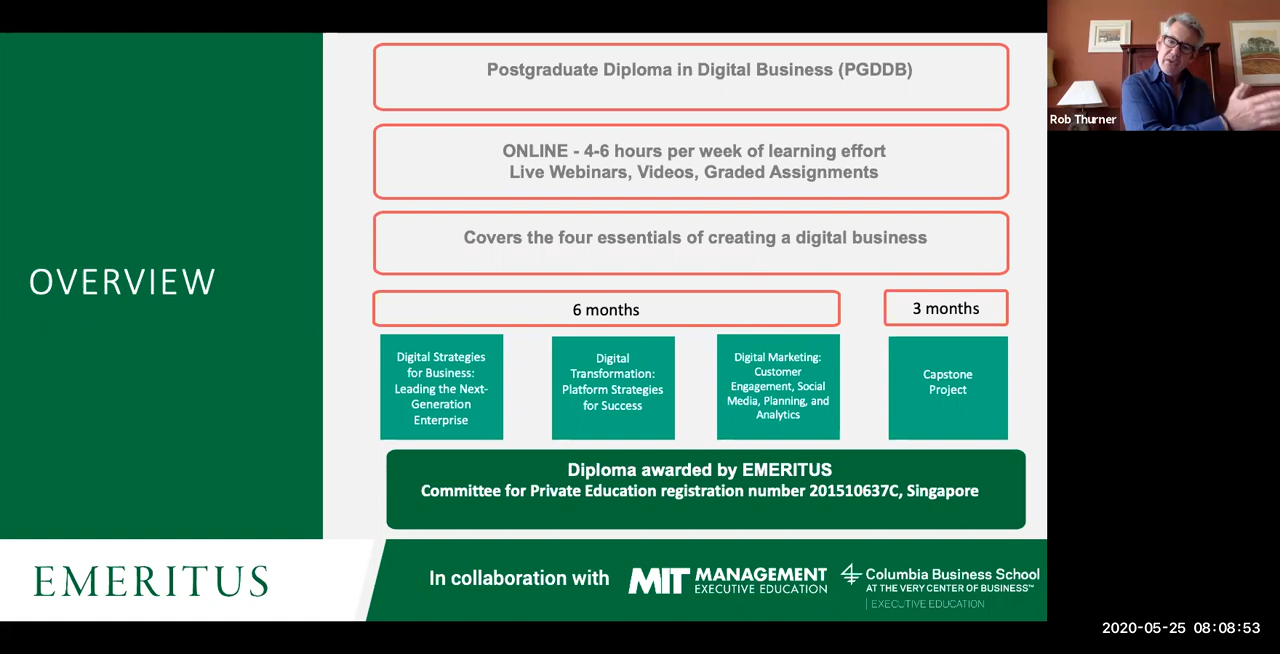 OVERVIEW
Postgraduate Diploma in Digital Business (PGDDB)
ONLINE - 4-6 hours per week of learning effort
Live Webinars, Videos, Graded Assignments
Covers the four essentials of creating a digital business
6 months
3 months
Digital Strategies
for Business:
Leading the Next-
Generation
Enterprise
Digital
Transformation:
Platform Strategies
for Success
Digital Marketing:
Customer
Engagement, Social
Media, Planning, and
Analytics
Capstone
Project
Diploma awarded by EMERITUS
Committee for Private Education registration number 201510637C, Singapore
EMERITUS
In collaboration with
MIT MANAGEMENT
EXECUTIVE EDUCATION
Columbia Business School
AT THE VERY CENTER OF BUSINESS™
EXECUTIVE EDUCATION
Rob Thurner
2020-05-25 08:08:53